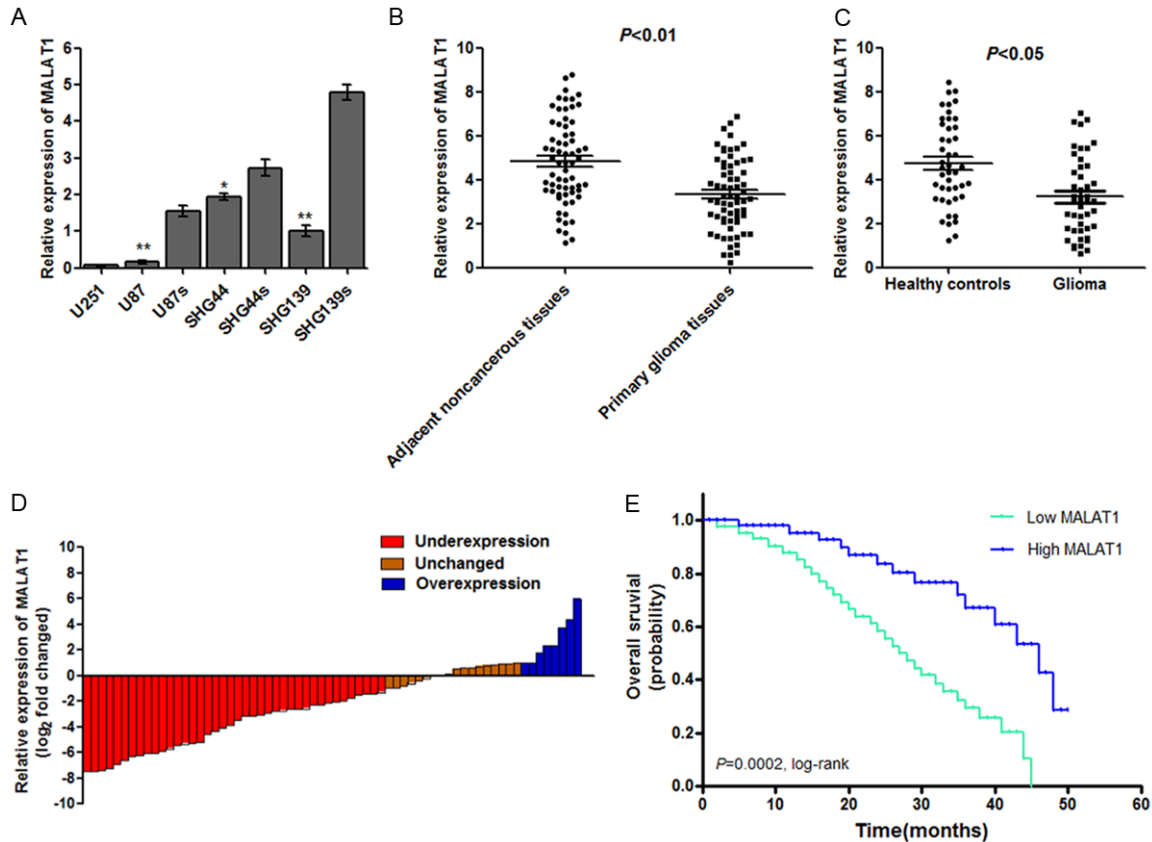 A
Relative expression of MALAT1
6
5
4
3
2
1
0
**
*
**
U251
U87
U87s
SHG44
SHG44s
SHG139
SHG139s
B
P<0.01
Relative expression of MALAT1
10
8
6
4
2
0
Adjacent noncancerous tissues
Primary glioma tissues
C
P<0.05
Relative expression of MALAT1
10
8
6
4
2
0
Healthy controls
Glioma
D
Relative expression of MALAT1
(log2 fold changed)
10
8
6
4
2
0
-2
-4
-6
-8
-10
Underexpression
Unchanged
Overexpression
E
Overall sruvial
(probability)
1.0
0.8
0.6
0.4
0.2
0.0
Low MALAT1
High MALAT1
P=0.0002, log-rank
0 10 20 30 40 50 60
Time(months)